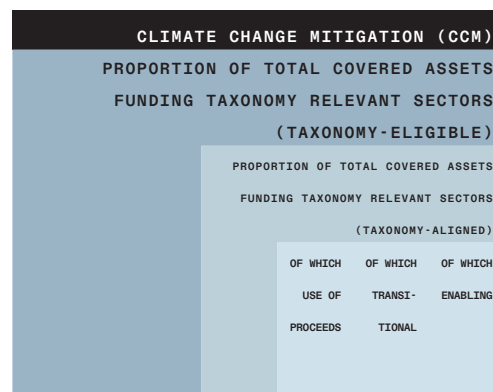 CLIMATE CHANGE MITIGATION (CCM)
PROPORTION OF TOTAL COVERED ASSETS
FUNDING TAXONOMY RELEVANT SECTORS
(TAXONOMY-ELIGIBLE)
PROPORTION OF TOTAL COVERED ASSETS
FUNDING TAXONOMY RELEVANT SECTORS
(TAXONOMY-ALIGNED)
OF WHICH OF WHICH OF WHICH
USE OF TRANSI- ENABLING
PROCEEDS TIONAL